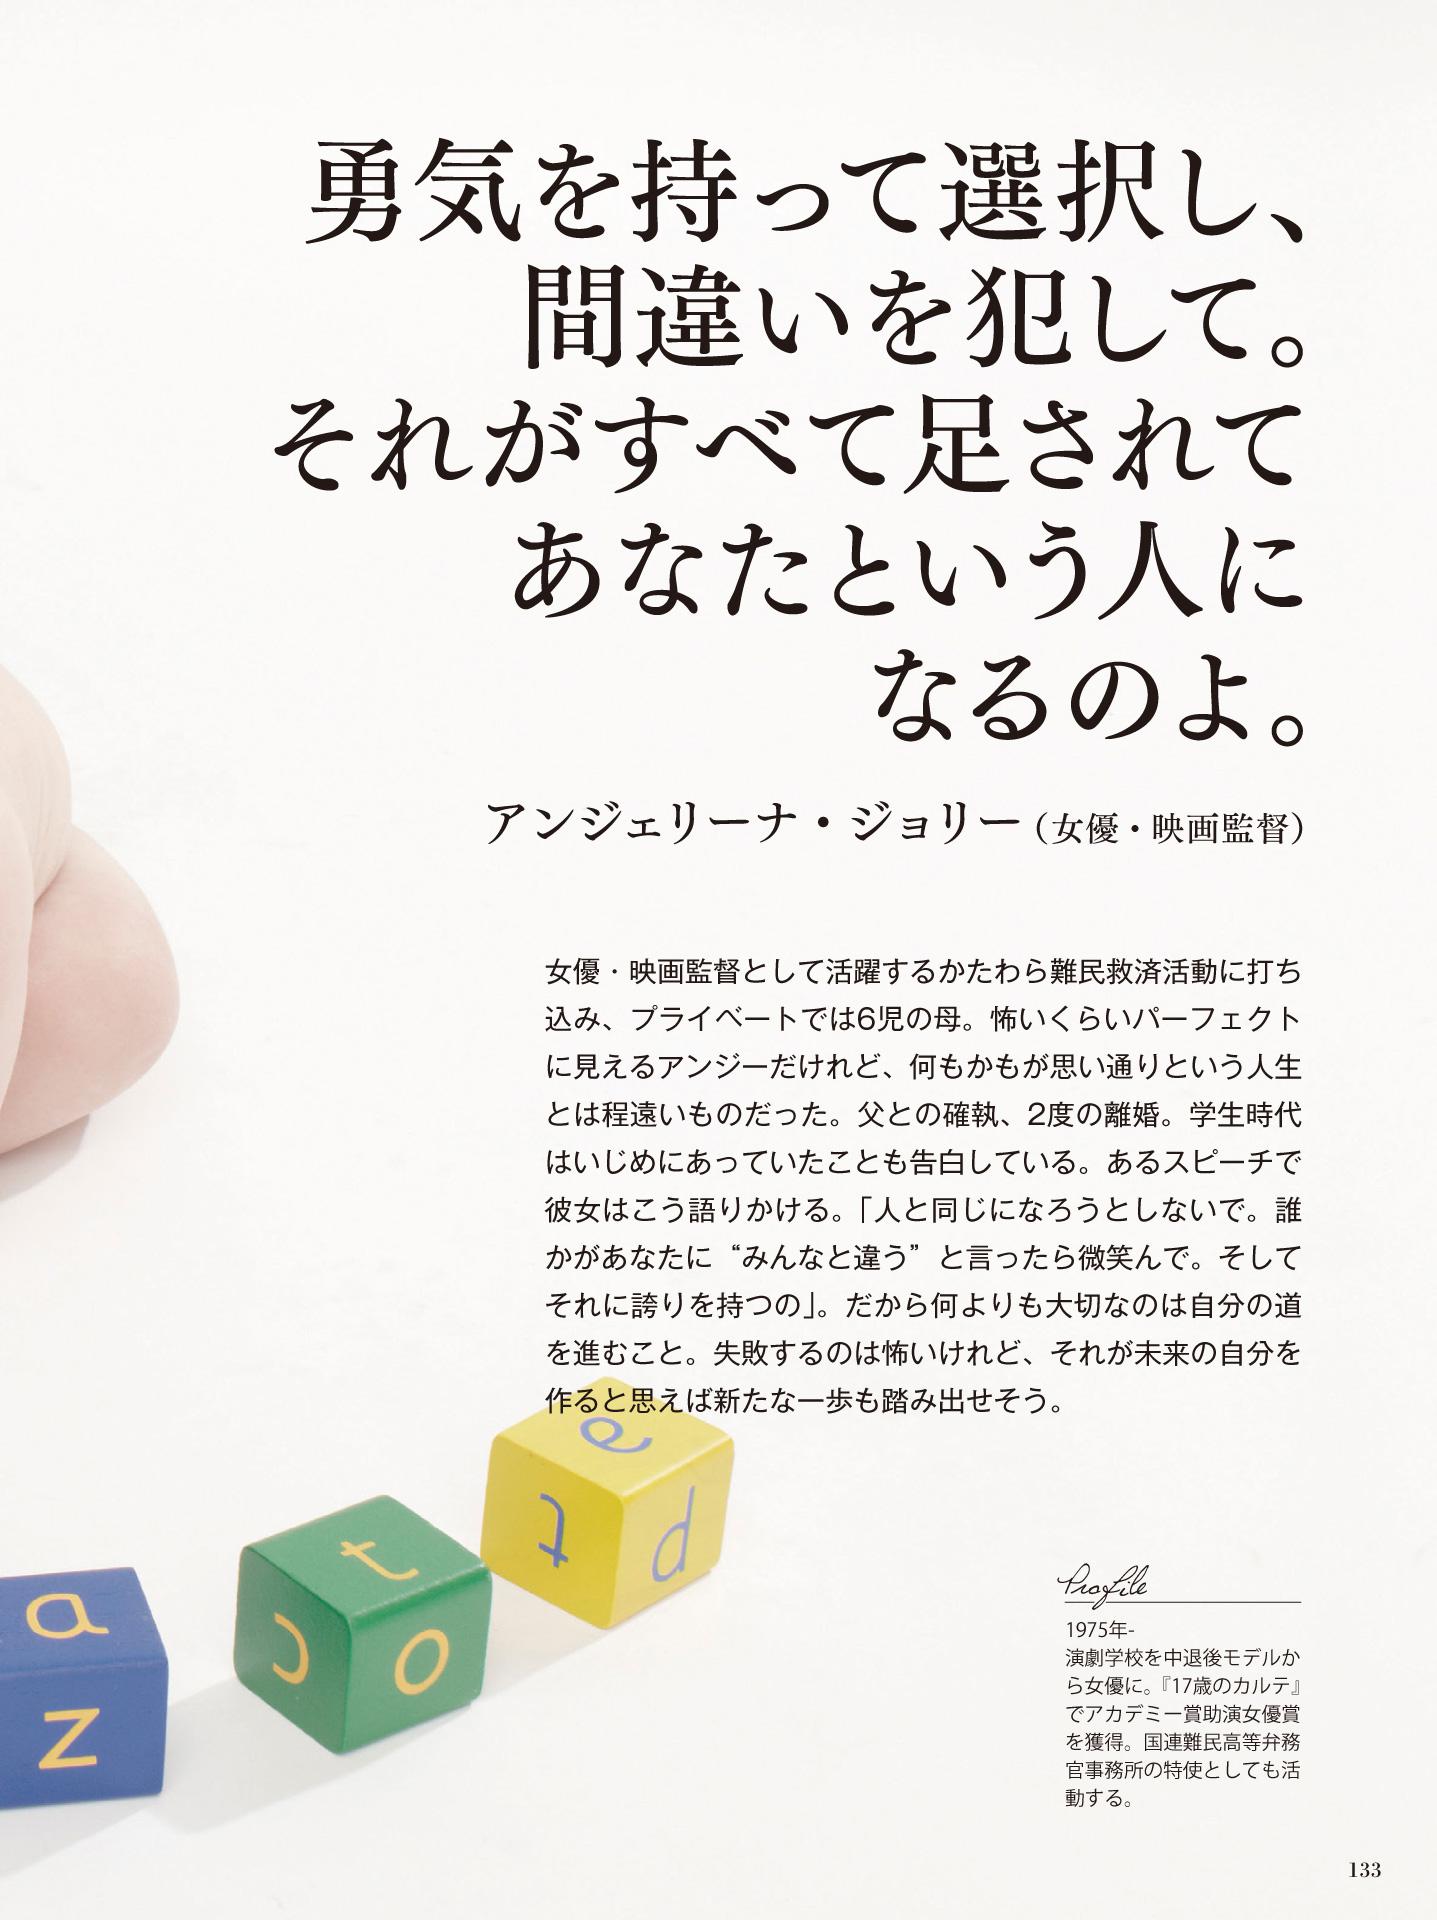 勇気を持って選択し、
間違いを犯して。
それがすべて足されて
あなたという人に
なるのよ。
アンジェリーナ・ジョリー（女優・映画監督）
女優・映画監督として活躍するかたわら難民救済活動に打ち
込み、プライベートでは6児の母。怖いくらいパーフェクト
に見えるアンジーだけれど、何もかもが思い通りという人生
とは程遠いものだった。父との確執、2度の離婚。学生時代
はいじめにあっていたことも告白している。あるスピーチで
彼女はこう語りかける。「人と同じになろうとしないで。誰
かがあなたに“みんなと違う”と言ったら微笑んで。そして
それに誇りを持つの」。だから何よりも大切なのは自分の道
を進むこと。失敗するのは怖いけれど、それが未来の自分を
作ると思えば新たな一歩も踏み出せそう。
e
t
p
t
c
o
a
z
Profile
1975年-
演劇学校を中退後モデルか
ら女優に。『17歳のカルテ』
でアカデミー賞助演女優賞
を獲得。国連難民高等弁務
官事務所の特使としても活
動する。
133